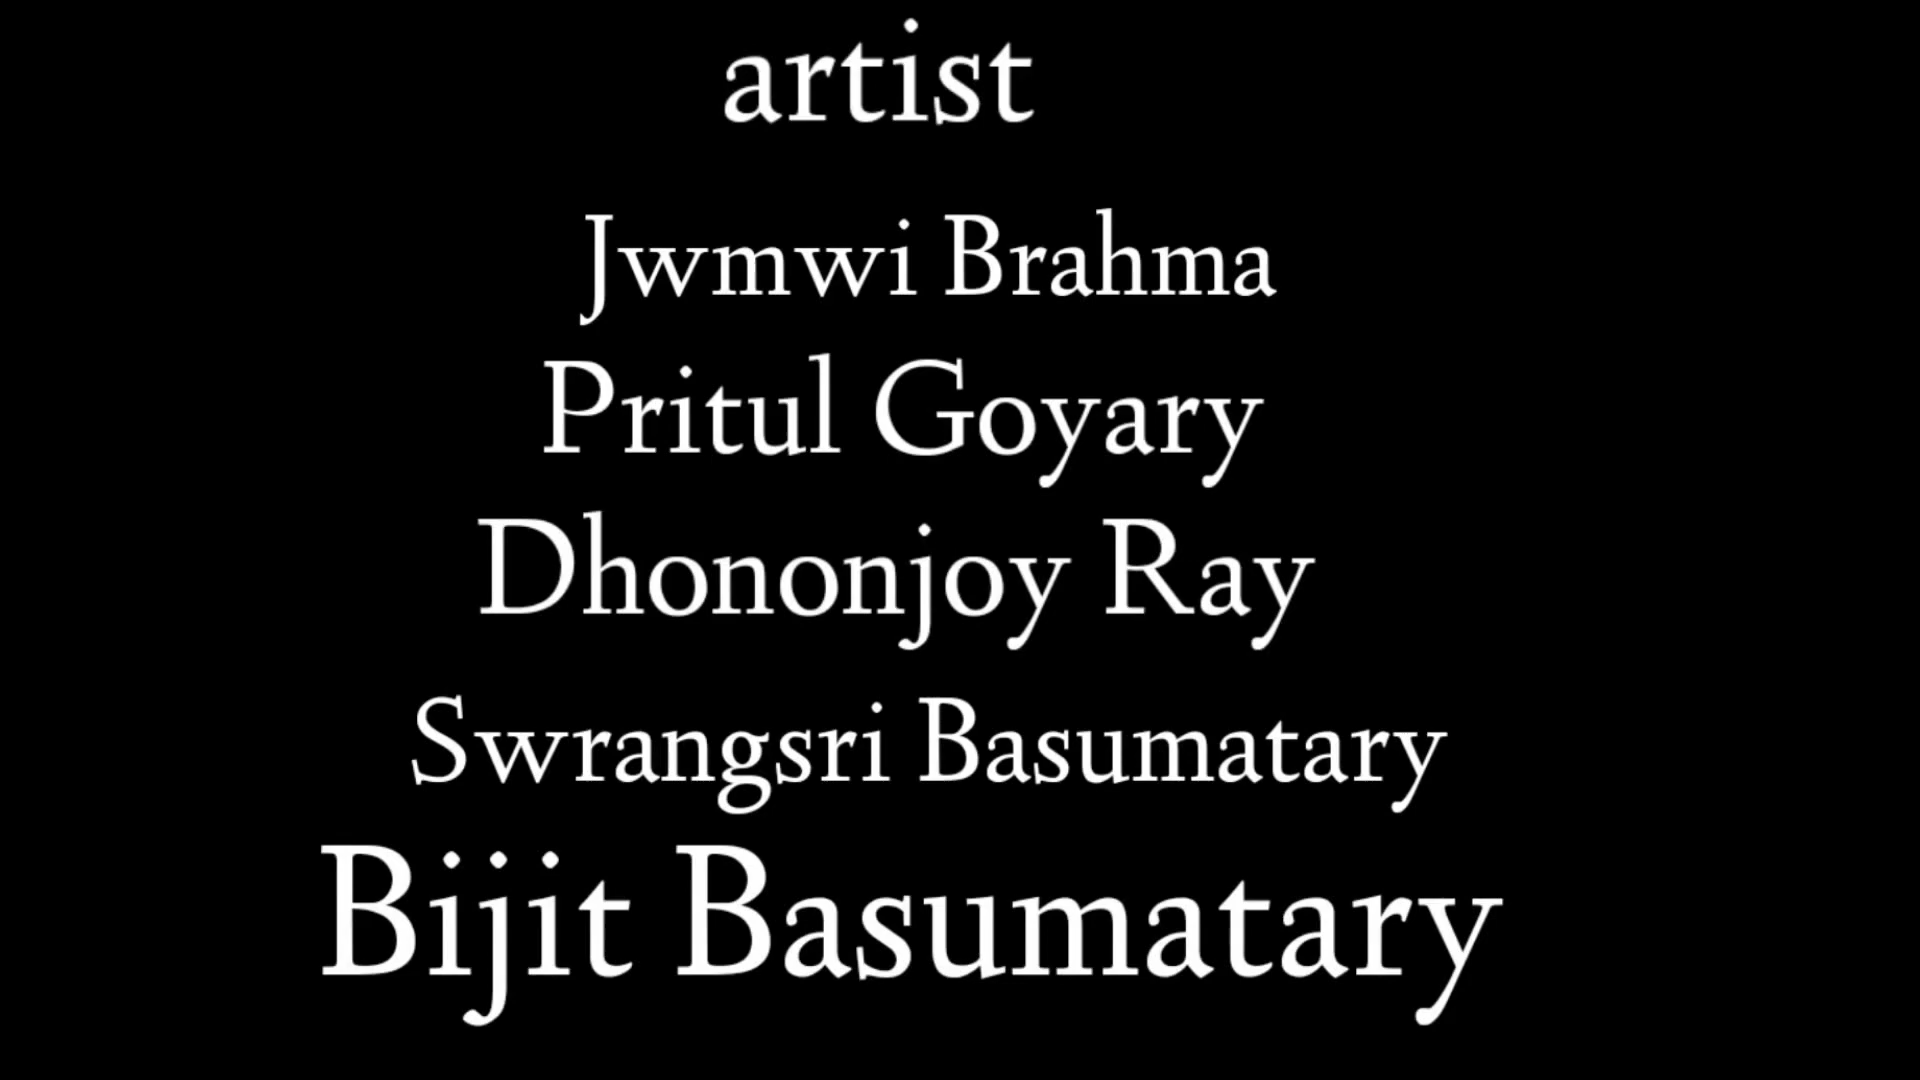 artist
Jwmwi Brahma
Pritul Goyary
Dhononjoy Ray
Swrangsri Basumatary
Bijit Basumatary